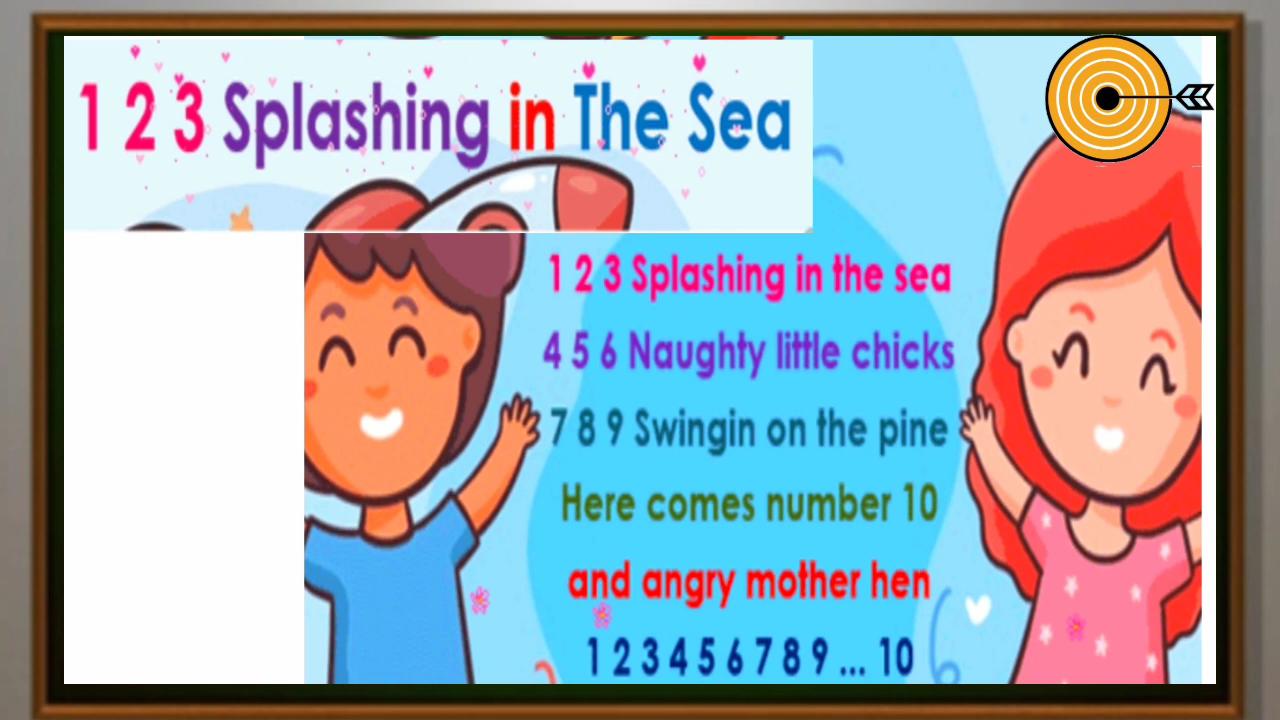 1 2 3 Splashing in The Sea
1 2 3 Splashing in the sea
4 5 6 Naughty little chicks
7 8 9 Swingin on the pine
Here comes number 10
and angry mother hen
1 2 3 4 5 6 7 8 9 ... 10